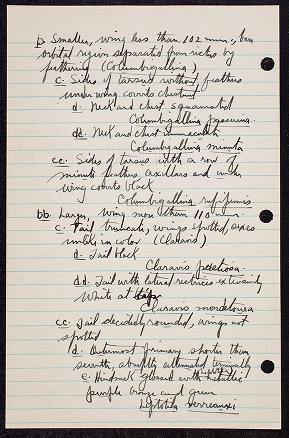 b. Smaller, wing less than 102 mm., bare
orbital region separated from rictus by
feathering (Columbigallina)
c. Sides of tarsus without feathers
under wing coverts chestnut
d. Neck and chest squamated
Columbigallina passerina
dd. Neck and chest immaculate
Columbigallina minuta
cc. Sides of tarsus with a row of
minute feathers axillars and under
wing coverts black
Columbigallina rufipennis
bb. Larger, wing more than 110
c. Tail truncate, wings spotted, sexes
unlike in color (Claravis)
d. Tail black
Claravis pretiosa
dd. Tail with lateral rectrices extensively
white at tips
Claravis mondetoura
cc. Tail decidedly rounded, wings not
spotted
d. Outermost primary shorter than
seventh, abruptly attenuated terminally
e. Hindneck glossed with metallic
purple bronze and green
Leptotila verreauxi